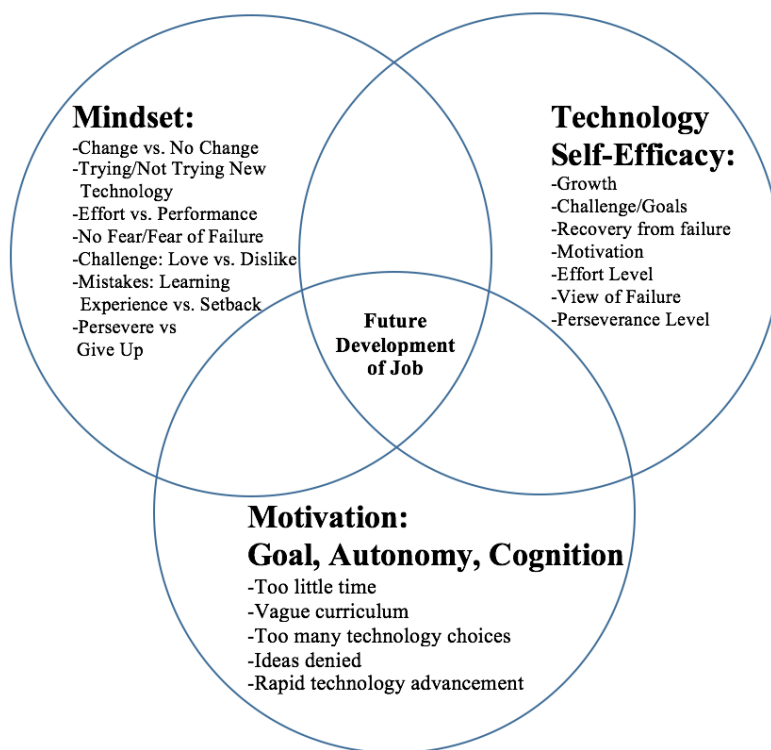 Mindset:
-Change vs. No Change
-Trying/Not Trying New
Technology
-Effort vs. Performance
-No Fear/Fear of Failure
-Challenge: Love vs. Dislike
-Mistakes: Learning
Experience vs. Setback
-Persevere vs
Give Up
Technology
Self-Efficacy:
-Growth
-Challenge/Goals
-Recovery from failure
-Motivation
-Effort Level
-View of Failure
-Perseverance Level
Future
Development
of Job
Motivation:
Goal, Autonomy, Cognition
-Too little time
-Vague curriculum
-Too many technology choices
-Ideas denied
-Rapid technology advancement